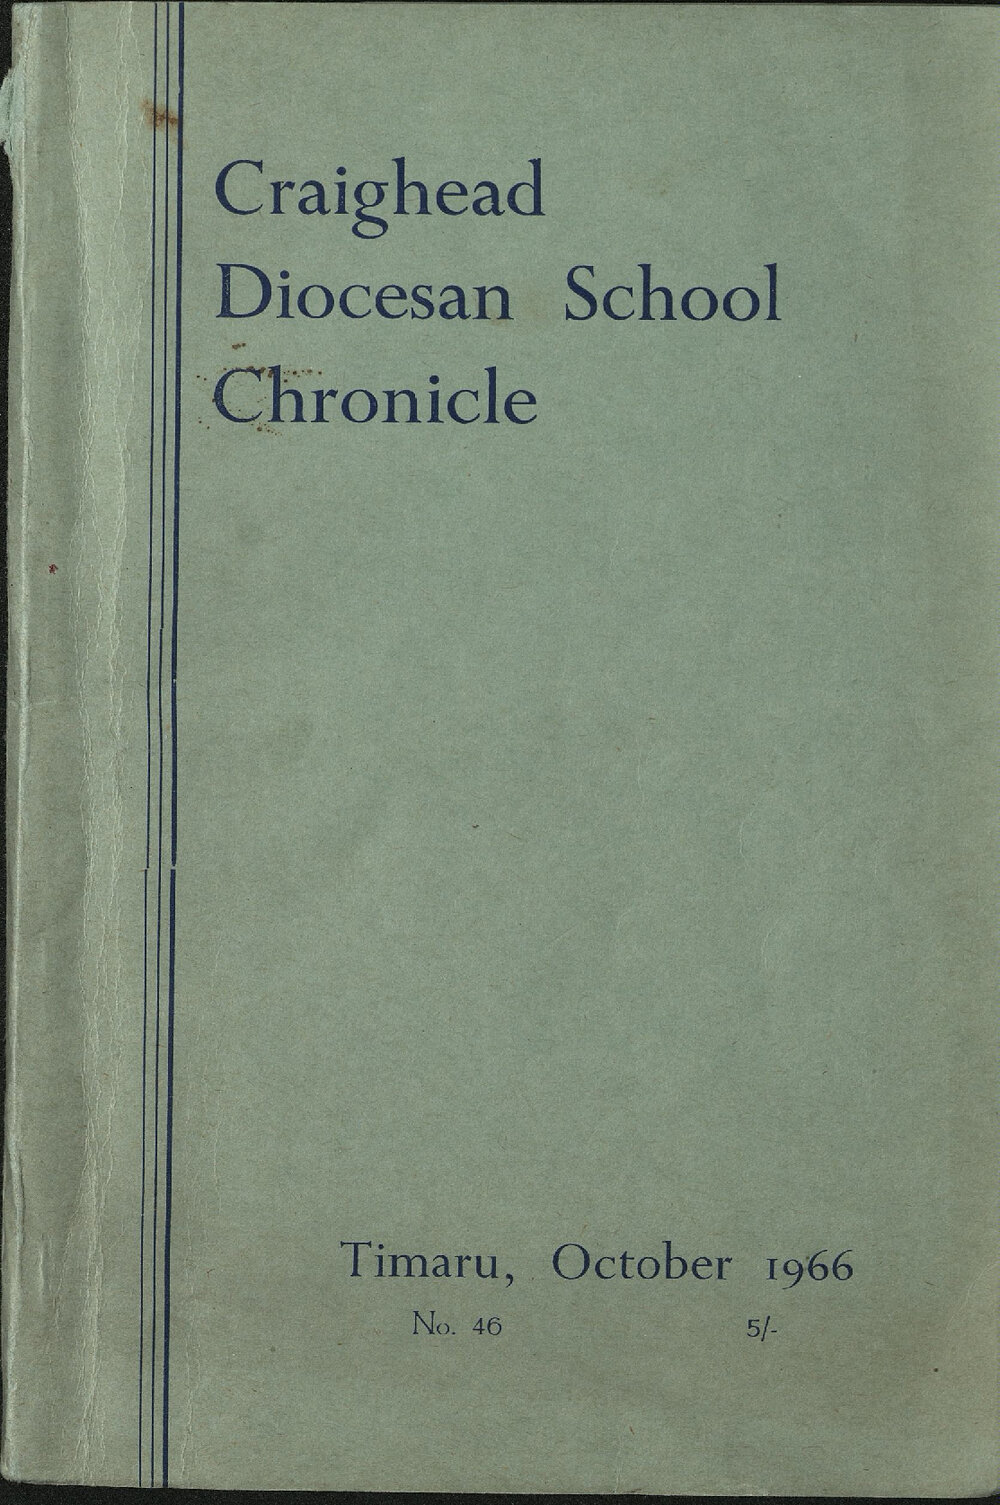 Craighead
Diocesan School
Chronicle
Timaru, October 1966
No. 46 5/-